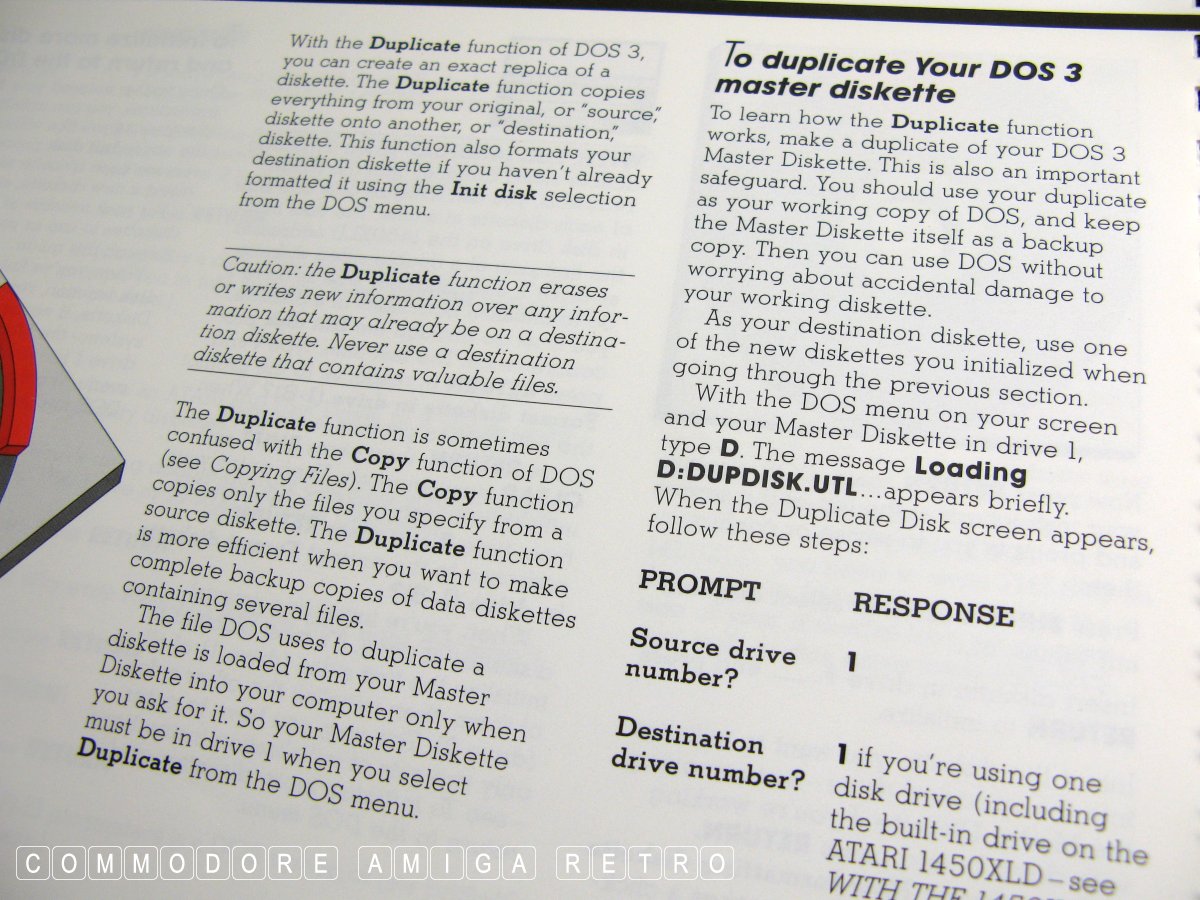 With the Duplicate function of DOS 3,
you can create an exact replica of a
diskette. The Duplicate function copies
everything from your original, or "source,"
diskette onto another, or "destination,"
diskette. This function also formats your
destination diskette if you haven't already
formatted it using the Init disk selection
from the DOS menu.
Caution: the Duplicate function erases
or writes new information over any infor-
mation that may already be on a destina-
tion diskette. Never use a destination
diskette that contains valuable files.
The Duplicate function is sometimes
confused with the Copy function of DOS
(see Copying Files). The Copy function
copies only the files you specify from a
source diskette. The Duplicate function
is more efficient when you want to make
complete backup copies of data diskettes
containing several files.
The file DOS uses to duplicate a
diskette is loaded from your Master
Diskette into your computer only when
you ask for it. So your Master Diskette
must be in drive 1 when you select
Duplicate from the DOS menu.
To duplicate Your DOS 3
master diskette
To learn how the Duplicate function
works, make a duplicate of your DOS 3
Master Diskette. This is also an important
safeguard. You should use your duplicate
as your working copy of DOS, and keep
the Master Diskette itself as a backup
copy. Then you can use DOS without
worrying about accidental damage to
your working diskette.
As your destination diskette, use one
of the new diskettes you initialized when
going through the previous section.
With the DOS menu on your screen
and your Master Diskette in drive 1,
type D. The message Loading
D:DUPDISK.UTL...appears briefly.
When the Duplicate Disk screen appears,
follow these steps:
PROMPT RESPONSE
Source drive 1
number?
Destination 1 if you're using one
drive number? disk drive (including
the built-in drive on the
ATARI 1450XLD – see
WITH THE
COMMODORE AMIGA RETRO